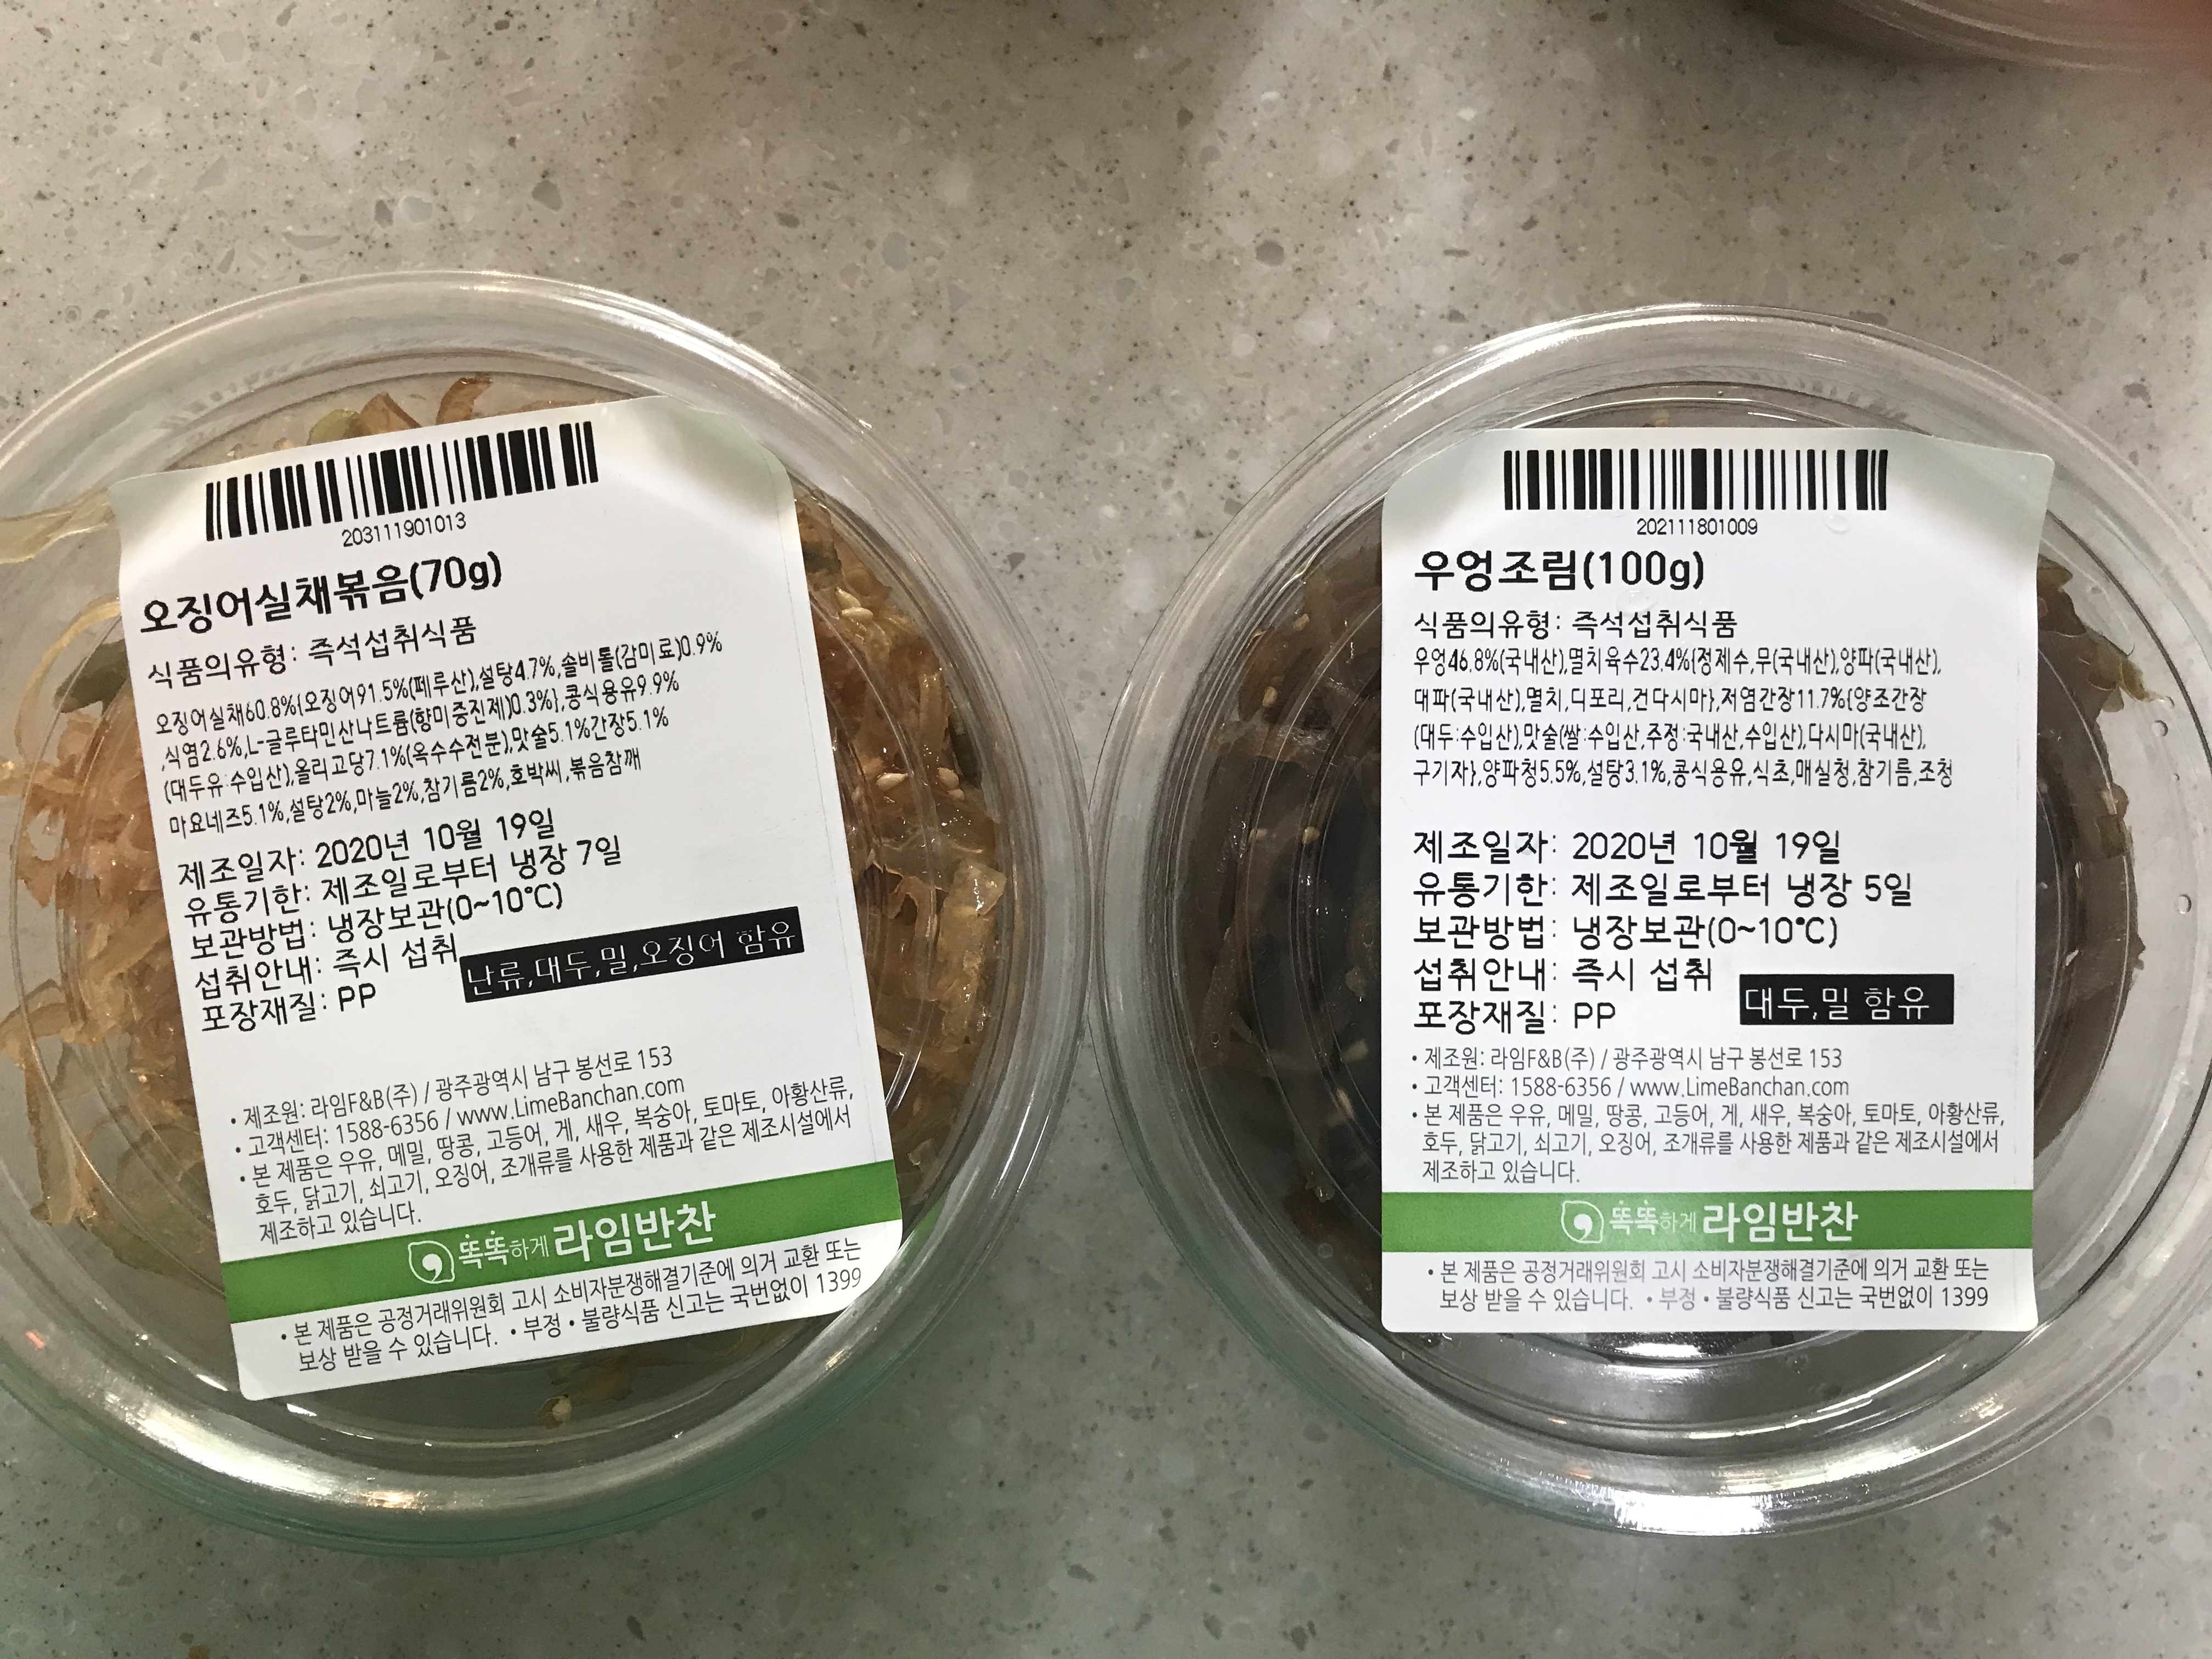 203111901013
오징어실채볶음(70g)
식품의유형: 즉석섭취식품
오징어실채60.8%{오징어91.5%(페루산),설탕4.7%,솔비톨(감미료)0.9%
,식염2.6%,L-글루타민산나트륨(향미증진제)0.3%},콩식용유9.9%
(대두유:수입산),올리고당7.1%(옥수수전분),맛술5.1%간장5.1%
마요네즈5.1%,설탕2%,마늘2%,참기름2%,호박씨,볶음참깨
제조일자: 2020년 10월 19일
유통기한: 제조일로부터 냉장 7일
보관방법: 냉장보관(0~10℃)
섭취안내: 즉시 섭취
포장재질: PP
난류,대두,밀,오징어 함유
• 제조원: 라임F&B(주) / 광주광역시 남구 봉선로 153
• 고객센터: 1588-6356 / www.LimeBanchan.com
• 본 제품은 우유, 메밀, 땅콩, 고등어, 게, 새우, 복숭아, 토마토, 아황산류,
호두, 닭고기, 쇠고기, 오징어, 조개류를 사용한 제품과 같은 제조시설에서
제조하고 있습니다.
똑똑하게 라임반찬
• 본 제품은 공정거래위원회 고시 소비자분쟁해결기준에 의거 교환 또는
보상 받을 수 있습니다. • 부정 • 불량식품 신고는 국번없이 1399
202111801009
우엉조림(100g)
식품의유형: 즉석섭취식품
우엉46.8%(국내산),멸치육수23.4%{정제수,무(국내산),양파(국내산),
대파(국내산),멸치,디포리,건다시마},저염간장11.7%{양조간장
(대두:수입산),맛술(쌀:수입산,주정:국내산,수입산),다시마(국내산),
구기자},양파청5.5%,설탕3.1%,콩식용유,식초,매실청,참기름,조청
제조일자: 2020년 10월 19일
유통기한: 제조일로부터 냉장 5일
보관방법: 냉장보관(0~10℃)
섭취안내: 즉시 섭취
포장재질: PP
대두,밀 함유
• 제조원: 라임F&B(주) / 광주광역시 남구 봉선로 153
• 고객센터: 1588-6356 / www.LimeBanchan.com
• 본 제품은 우유, 메밀, 땅콩, 고등어, 게, 새우, 복숭아, 토마토, 아황산류,
호두, 닭고기, 쇠고기, 오징어, 조개류를 사용한 제품과 같은 제조시설에서
제조하고 있습니다.
똑똑하게 라임반찬
• 본 제품은 공정거래위원회 고시 소비자분쟁해결기준에 의거 교환 또는
보상 받을 수 있습니다. • 부정 • 불량식품 신고는 국번없이 1399